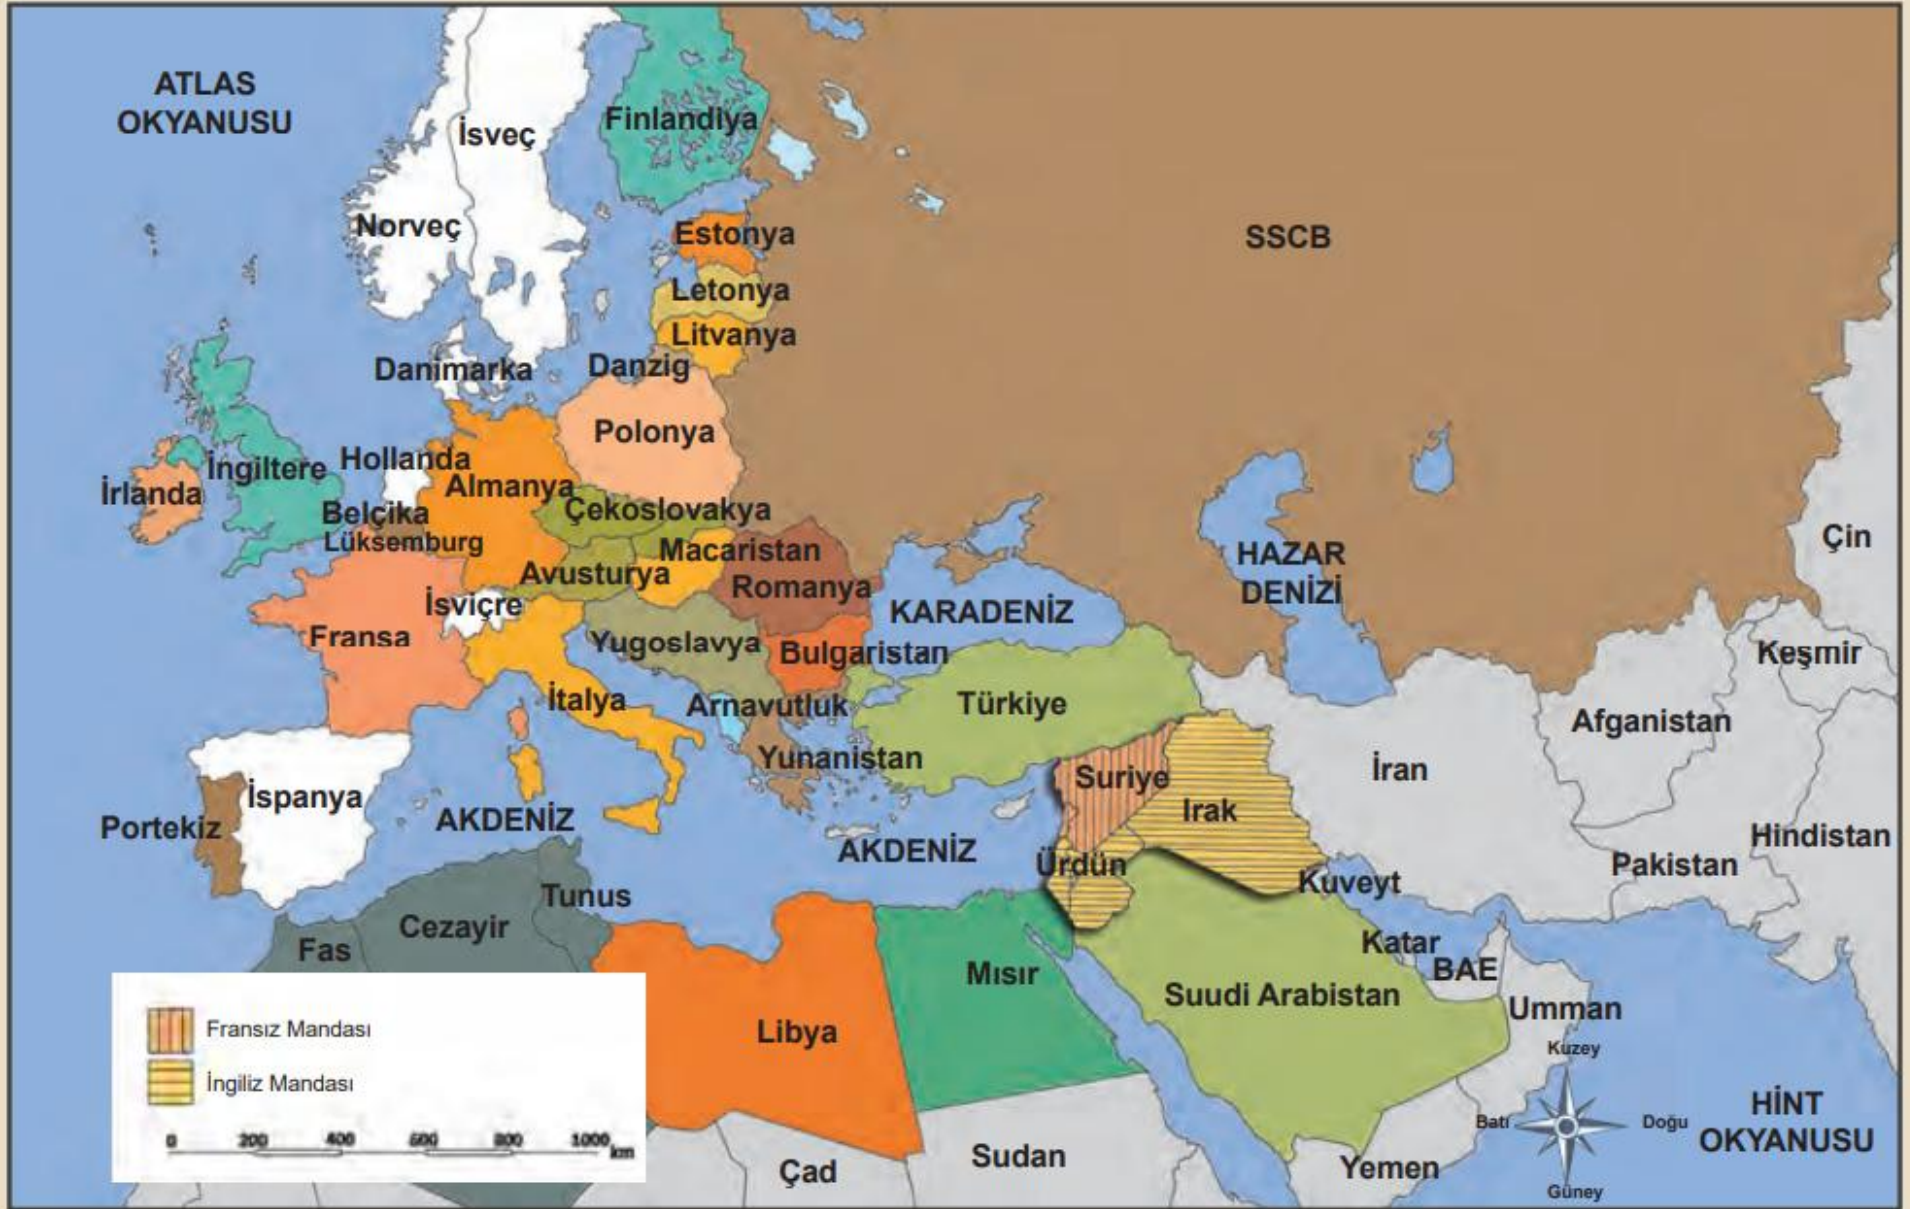 ATLAS
OKYANUSU
İsveç
Finlandiya
Norveç
Estonya
SSCB
Letonya
Litvanya
Danimarka
Danzig
Polonya
Hollanda
İngiltere
İrlanda
Almanya
Belçika
Çekoslovakya
Lüksemburg
Macaristan
Avusturya
Romanya
İsviçre
Fransa
Yugoslavya
Bulgaristan
KARADENİZ
HAZAR
DENİZİ
Çin
Keşmir
İtalya
Arnavutluk
Türkiye
Afganistan
Yunanistan
Suriye
İran
İspanya
Portekiz
AKDENİZ
AKDENİZ
Irak
Hindistan
Ürdün
Pakistan
Kuveyt
Tunus
Cezayir
Fas
Katar
BAE
Mısır
Suudi Arabistan
Umman
Libya
Fransız Mandası
İngiliz Mandası
0 200 400 600 800 1000 km
Çad
Sudan
Yemen
Kuzey
Batı
Doğu
Güney
HİNT
OKYANUSU